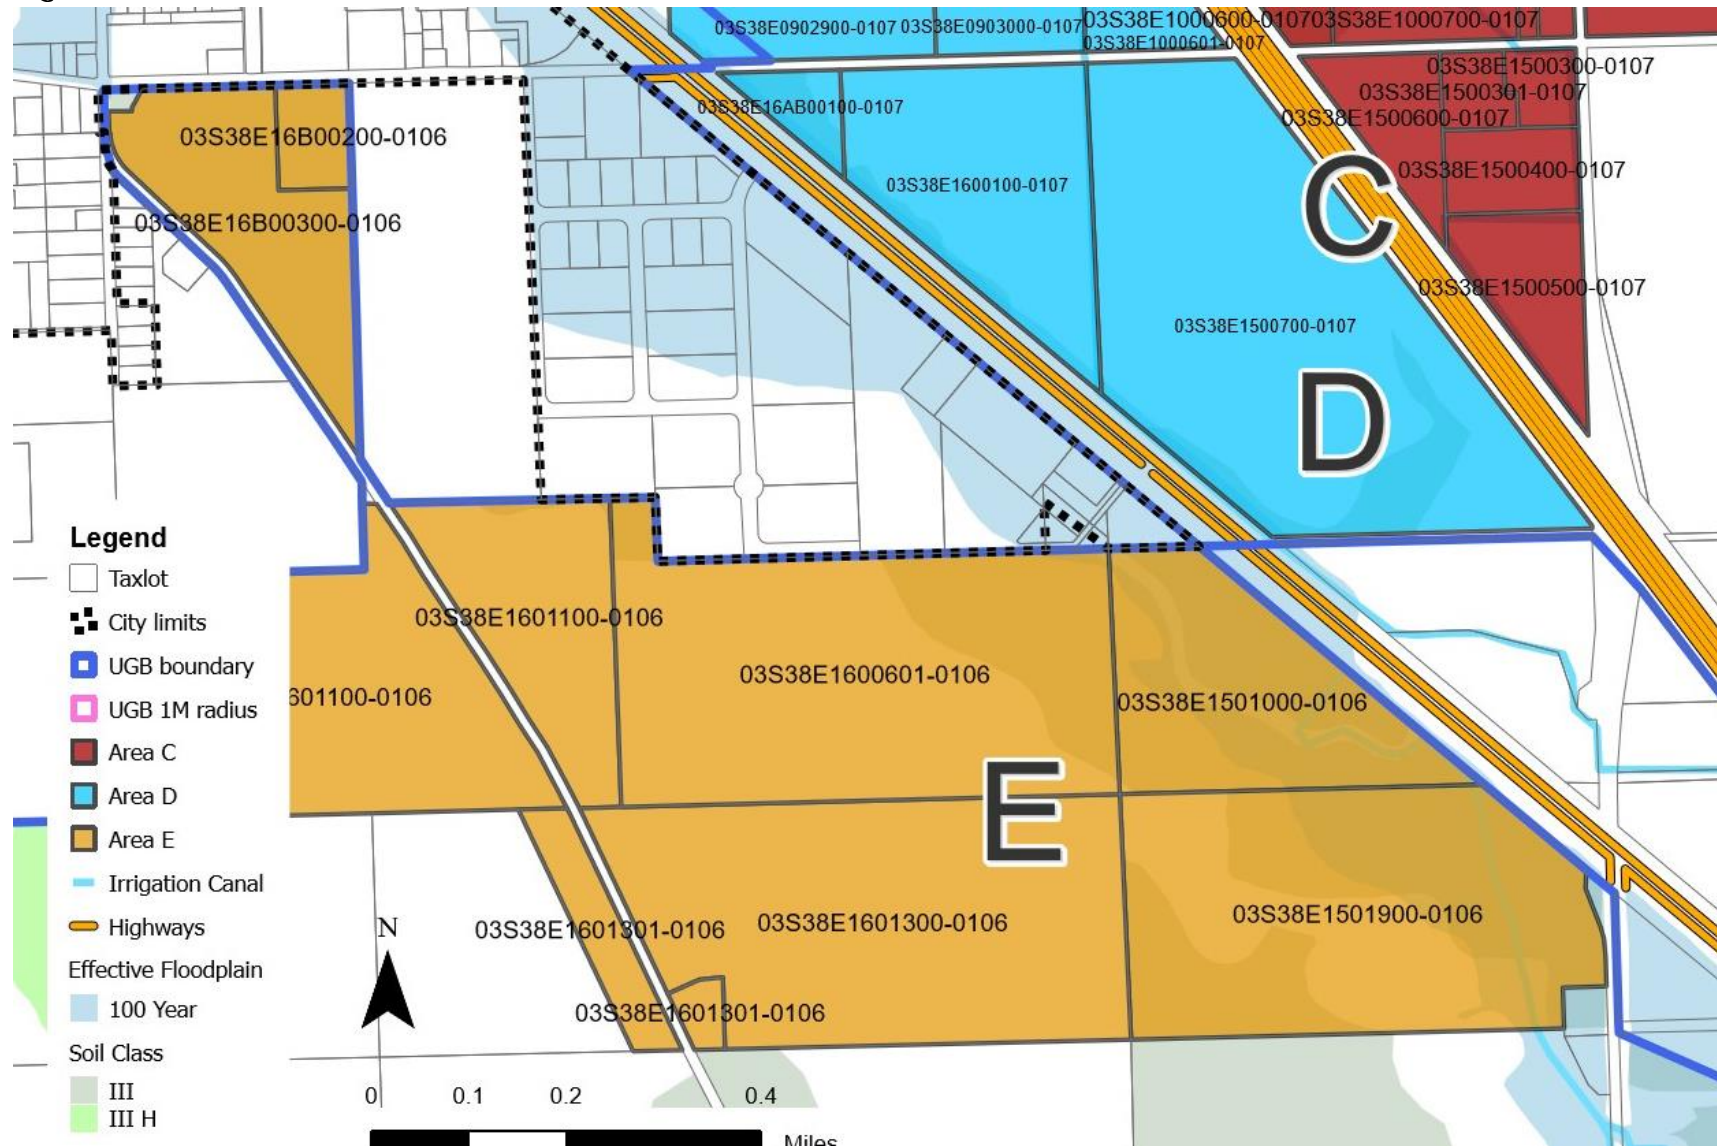 03S38E0902900-0107
03S38E0903000-0107
03S38E1000600-0107
03S38E1000700-0107
03S38E1000601-0107
03S38E1500300-0107
03S38E1500301-0107
03S38E16AB00100-0107
03S38E1500600-0107
03S38E16B00200-0106
03S38E1500400-0107
03S38E1600100-0107
C
03S38E16B00300-0106
03S38E1500500-0107
03S38E1500700-0107
D
03S38E1601100-0106
03S38E1600601-0106
601100-0106
03S38E1501000-0106
E
03S38E1601301-0106
03S38E1601300-0106
03S38E1501900-0106
03S38E1601301-0106
Legend
Taxlot
City limits
UGB boundary
UGB 1M radius
Area C
Area D
Area E
Irrigation Canal
Highways
Effective Floodplain
100 Year
Soil Class
III
III H
N
0 0.1 0.2 0.4
Miles